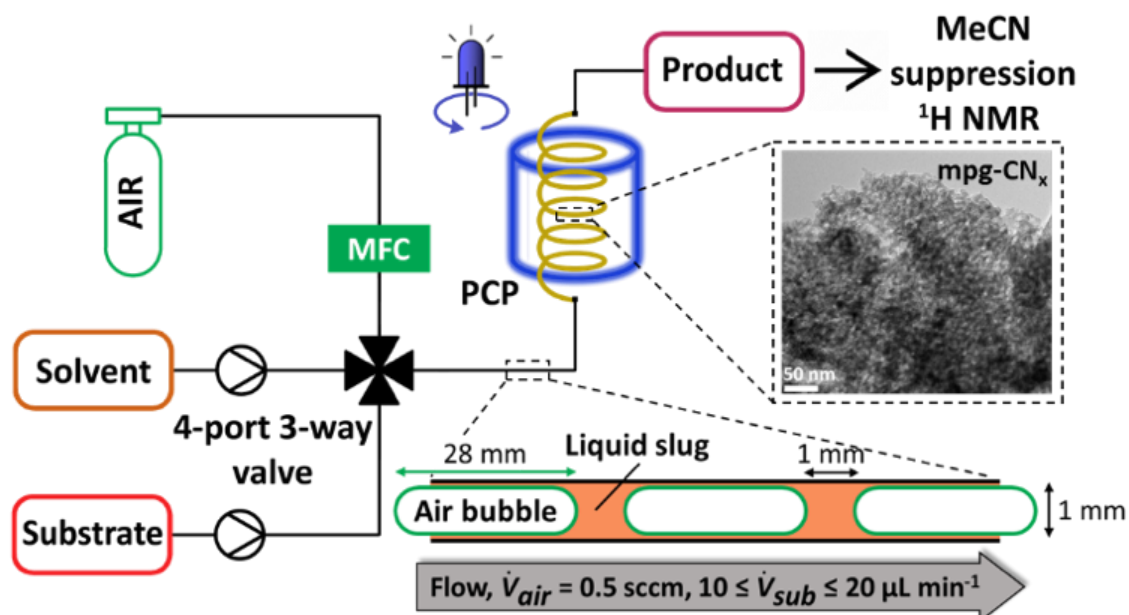 MeCN
suppression
¹H NMR
Product
AIR
mpg-CNₓ
MFC
PCP
50 nm
Solvent
4-port 3-way
valve
28 mm
Liquid slug
1 mm
Substrate
Air bubble
1 mm
Flow, V̇air = 0.5 sccm, 10 ≤ V̇sub ≤ 20 µL min⁻¹